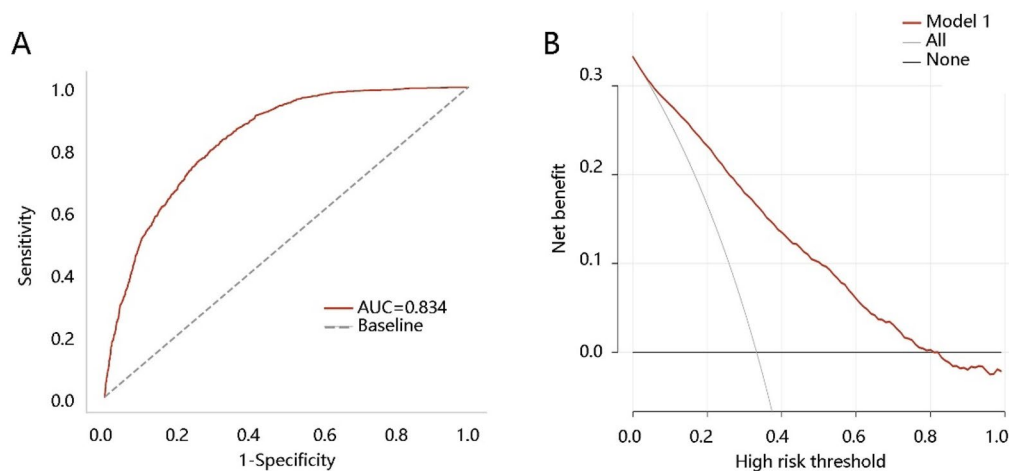 A
Sensitivity
1.0
0.8
0.6
0.4
0.2
0.0
0.0 0.2 0.4 0.6 0.8 1.0
1-Specificity
AUC=0.834
Baseline
B
Model 1
All
None
Net benefit
0.3
0.2
0.1
0.0
0.0 0.2 0.4 0.6 0.8 1.0
High risk threshold